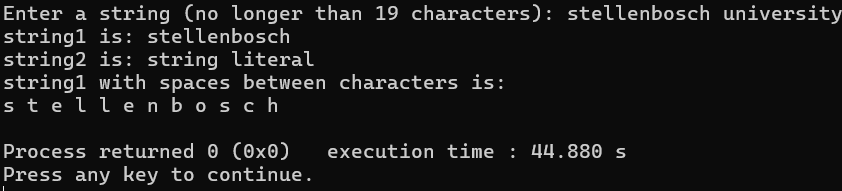 Enter a string (no longer than 19 characters): stellenbosch university
string1 is: stellenbosch
string2 is: string literal
string1 with spaces between characters is:
s t e l l e n b o s c h
Process returned 0 (0x0)   execution time : 44.880 s
Press any key to continue.